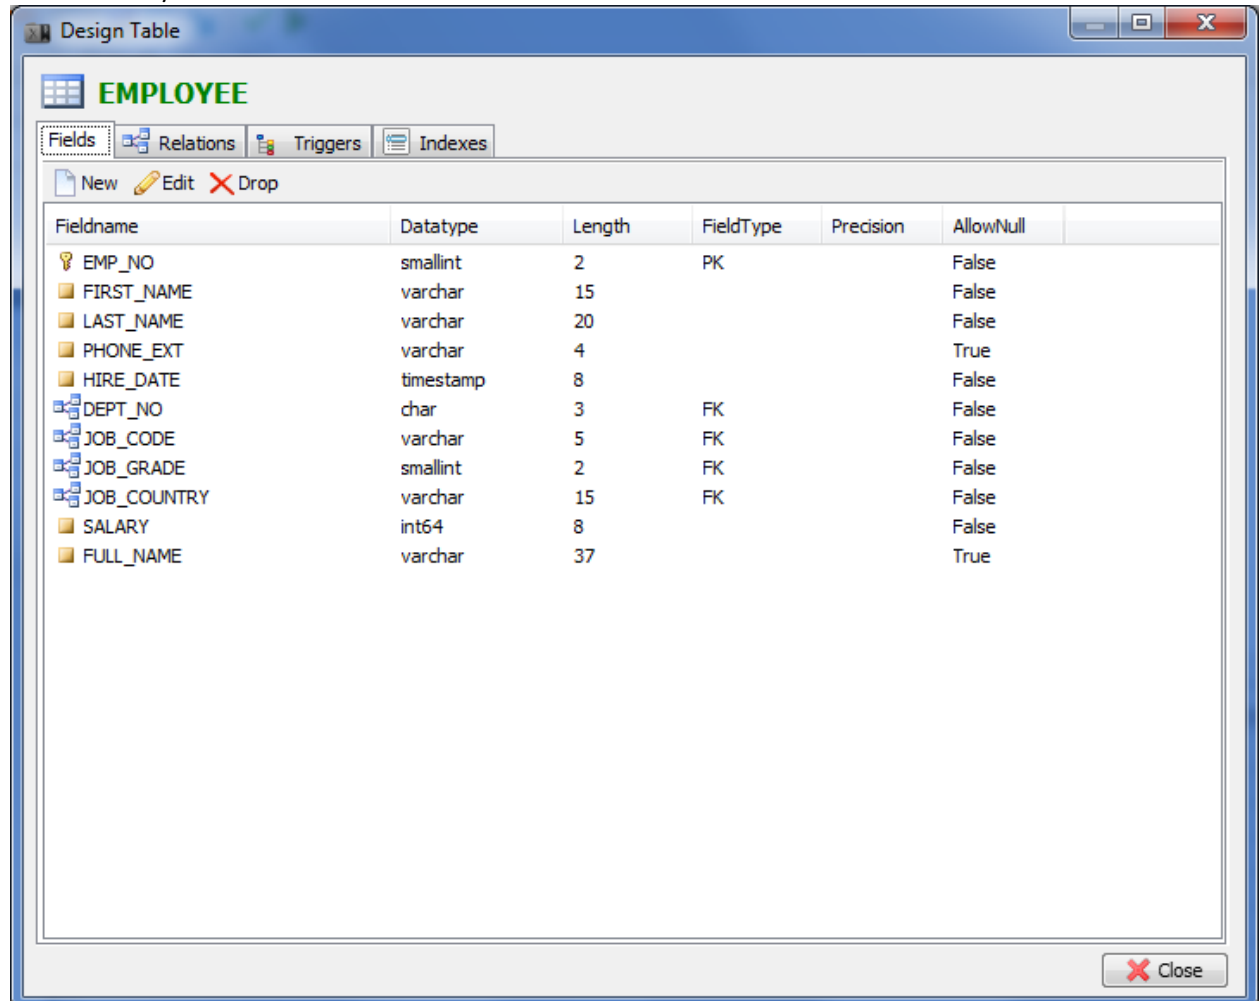 Design Table
EMPLOYEE
Fields Relations Triggers Indexes
New Edit Drop
Fieldname Datatype Length FieldType Precision AllowNull
EMP_NO smallint 2 PK False
FIRST_NAME varchar 15 False
LAST_NAME varchar 20 False
PHONE_EXT varchar 4 True
HIRE_DATE timestamp 8 False
DEPT_NO char 3 FK False
JOB_CODE varchar 5 FK False
JOB_GRADE smallint 2 FK False
JOB_COUNTRY varchar 15 FK False
SALARY int64 8 False
FULL_NAME varchar 37 True
Close